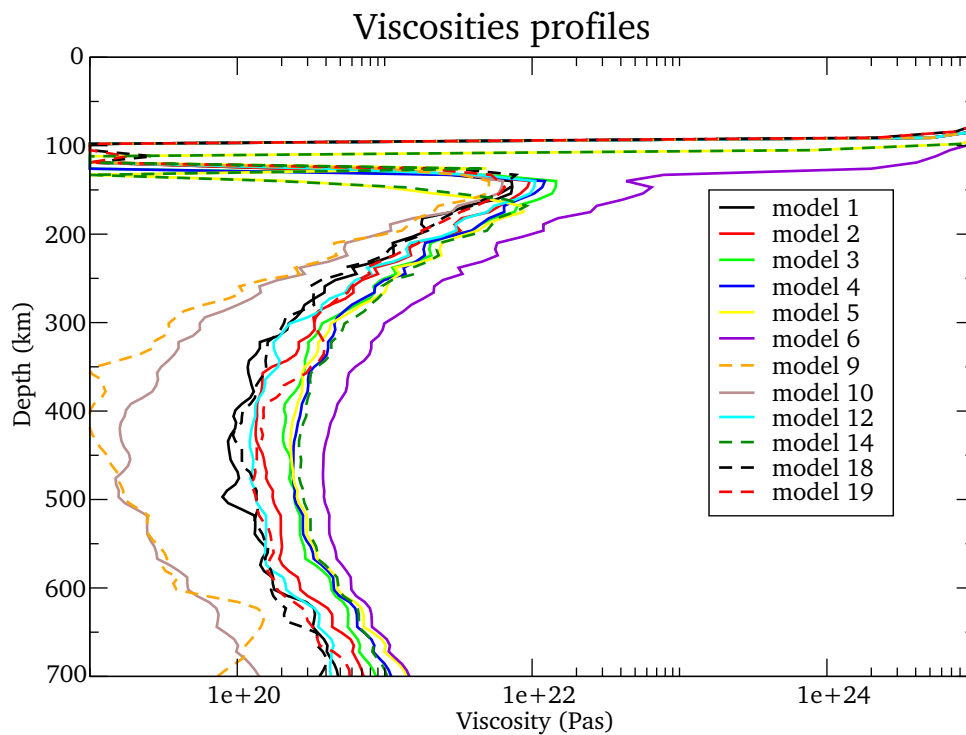 Viscosities profiles
0
100
200
300
400
500
600
700
Depth (km)
1e+20
1e+22
1e+24
Viscosity (Pas)
model 1
model 2
model 3
model 4
model 5
model 6
model 9
model 10
model 12
model 14
model 18
model 19